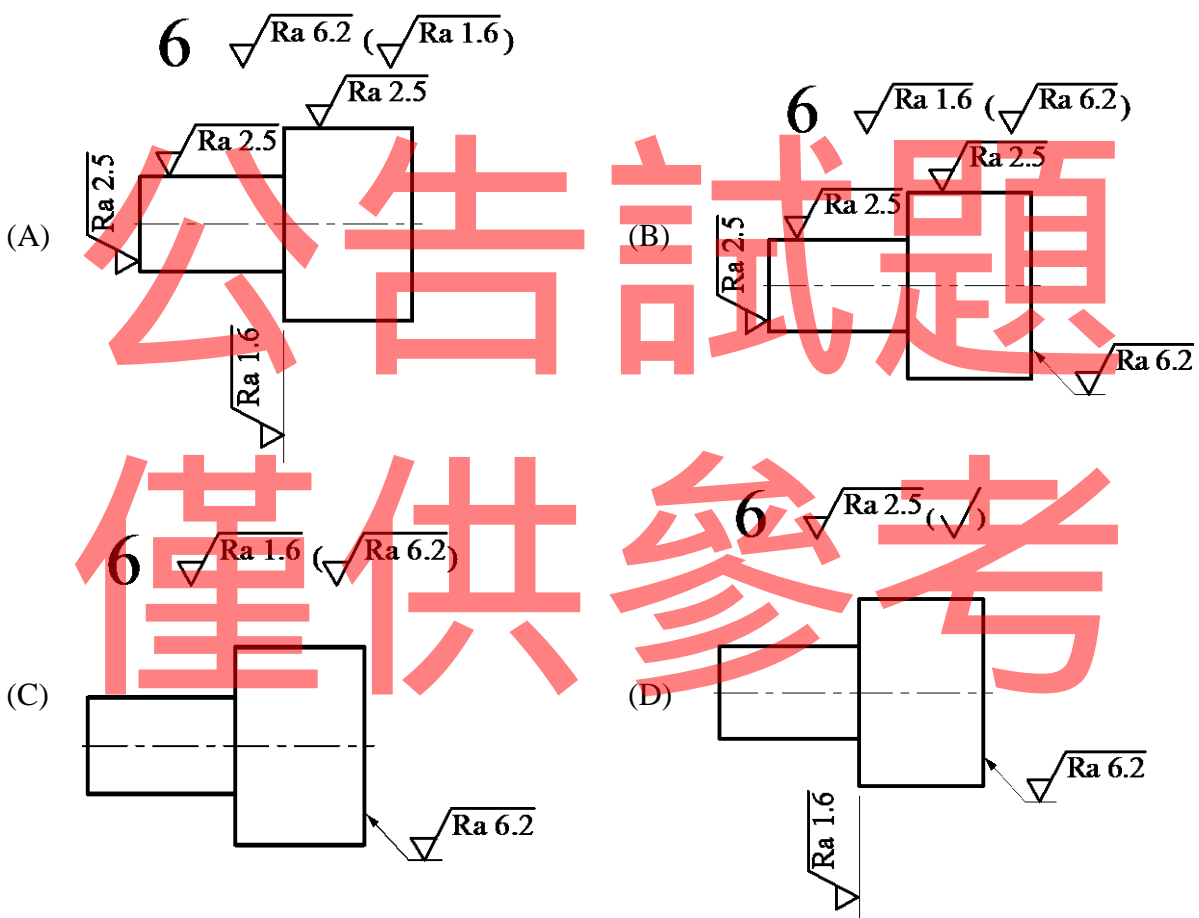 6 Ra 6.2 (Ra 1.6)
Ra 2.5
Ra 2.5
Ra 2.5
(A)
Ra 1.6
6 Ra 1.6 (Ra 6.2)
Ra 2.5
Ra 2.5
Ra 2.5
(B)
Ra 6.2
公告試題
6 Ra 1.6 (Ra 6.2)
(C)
Ra 6.2
6 Ra 2.5 (√)
(D)
Ra 6.2
Ra 1.6
僅供參考